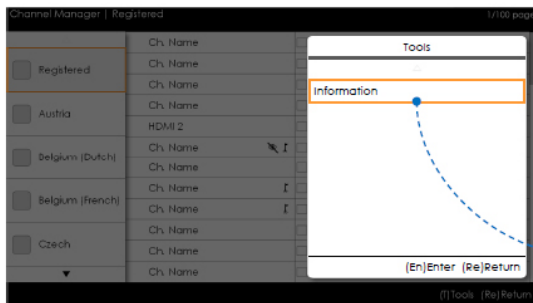 Channel Manager | Registered
1/100 page
Registered
Austria
Belgium (Dutch)
Belgium (French)
Czech
Ch. Name
Ch. Name
Ch. Name
Ch. Name
HDMI 2
Ch. Name
Ch. Name
Ch. Name
Ch. Name
Ch. Name
Ch. Name
Ch. Name
Tools
Information
(En)Enter (Re)Return
(T)Tools (Re)Return